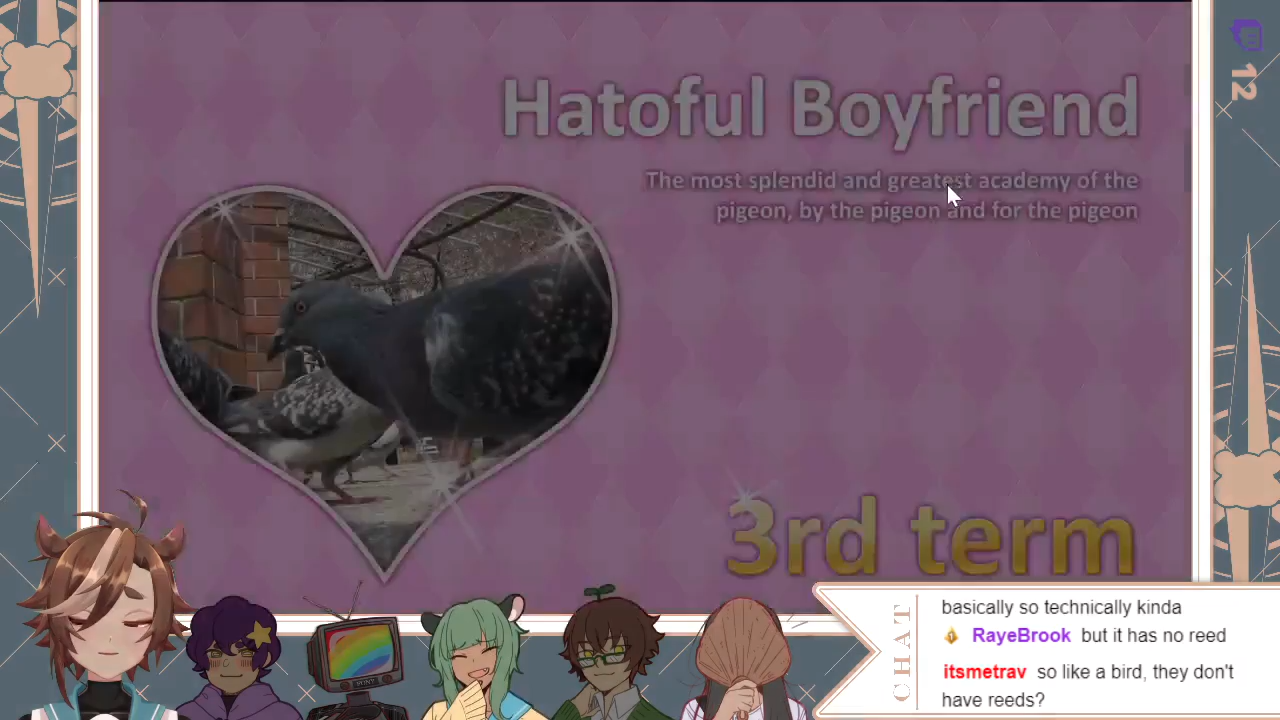 Hatoful Boyfriend
The most splendid and greatest academy of the
pigeon, by the pigeon and for the pigeon
3rd term
12
SONY
CHAT
basically so technically kinda
RayeBrook but it has no reed
itsmetrav so like a bird, they don't
have reeds?